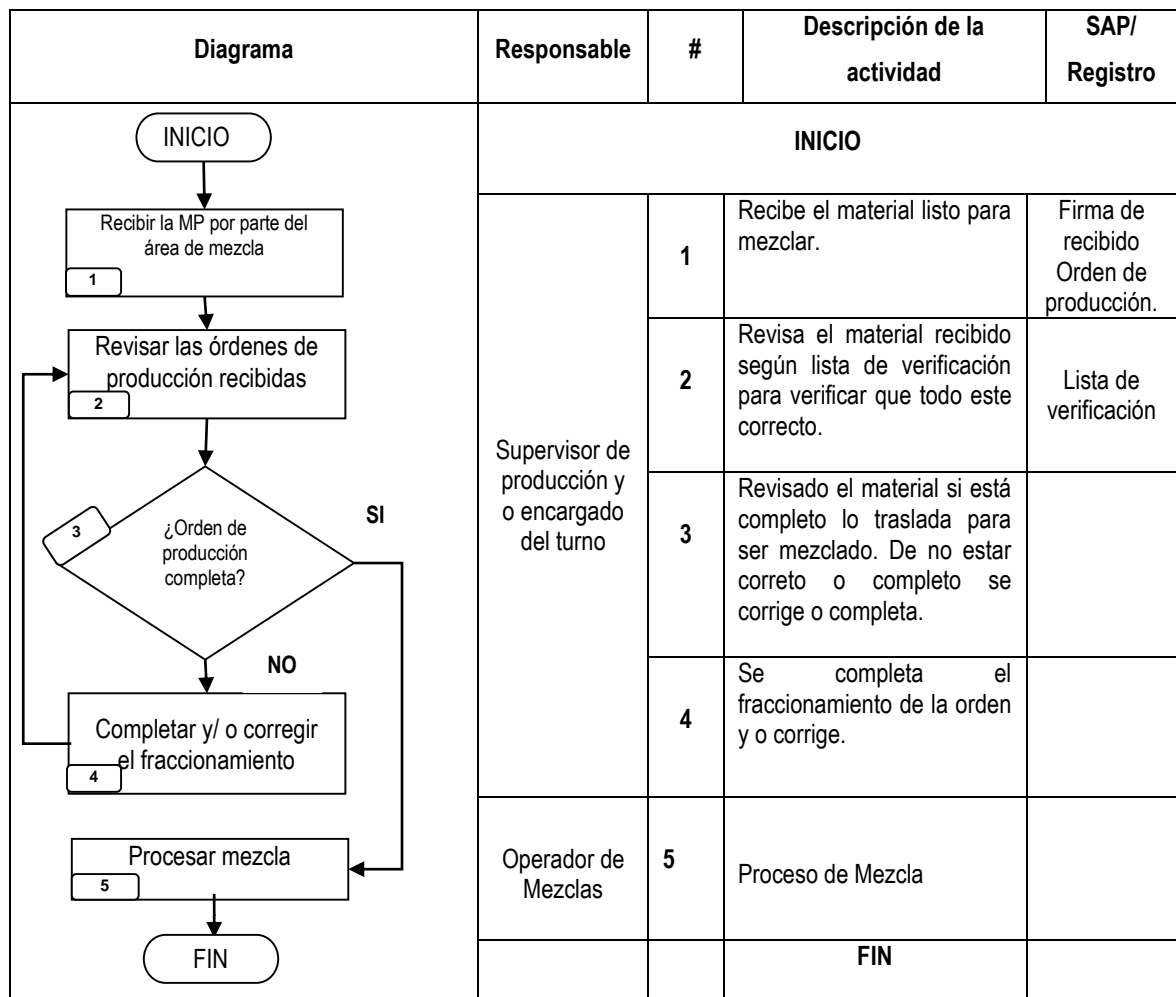 Diagrama
Responsable
#
Descripción de la
actividad
SAP/
Registro
INICIO
Recibir la MP por parte del
área de mezcla
1
Revisar las órdenes de
producción recibidas
2
3
¿Orden de
producción
completa?
SI
NO
Completar y/ o corregir
el fraccionamiento
4
Procesar mezcla
5
FIN
INICIO
Supervisor de
producción y
o encargado
del turno
1
Recibe el material listo para
mezclar.
Firma de
recibido
Orden de
producción.
2
Revisa el material recibido
según lista de verificación
para verificar que todo este
correcto.
Lista de
verificación
3
Revisado el material si está
completo lo traslada para
ser mezclado. De no estar
correto o completo se
corrige o completa.
4
Se completa el
fraccionamiento de la orden
y o corrige.
Operador de
Mezclas
5
Proceso de Mezcla
FIN